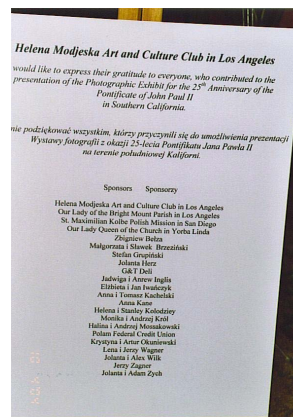 Helena Modjeska Art and Culture Club in Los Angeles
would like to express their gratitude to everyone, who contributed to the
presentation of the Photographic Exhibit for the 25th Anniversary of the
Pontificate of John Paul II
in Southern California.
nie podziękować wszystkim, którzy przyczynili się do umożliwienia prezentacji
Wystawy fotografii z okazji 25-lecia Pontifikatu Jana Pawła II
na terenie południowej Kaliforni.
Sponsors Sponsorzy
Helena Modjeska Art and Culture Club in Los Angeles
Our Lady of the Bright Mount Parish in Los Angeles
St. Maximilian Kolbe Polish Mission in San Diego
Our Lady Queen of the Church in Yorba Linda
Zbigniew Bełza
Małgorzata i Sławek Brzeziński
Stefan Grupiński
Jolanta Herz
G&T Deli
Jadwiga i Anrew Inglis
Elżbieta i Jan Iwańczyk
Anna i Tomasz Kachelski
Anna Kane
Helena i Stanley Kołodziey
Monika i Andrzej Król
Halina i Andrzej Mossakowski
Polam Federal Credit Union
Krystyna i Artur Okuniewski
Lena i Jerzy Wagner
Jolanta i Alex Wilk
Jerzy Zagner
Jolanta i Adam Zych